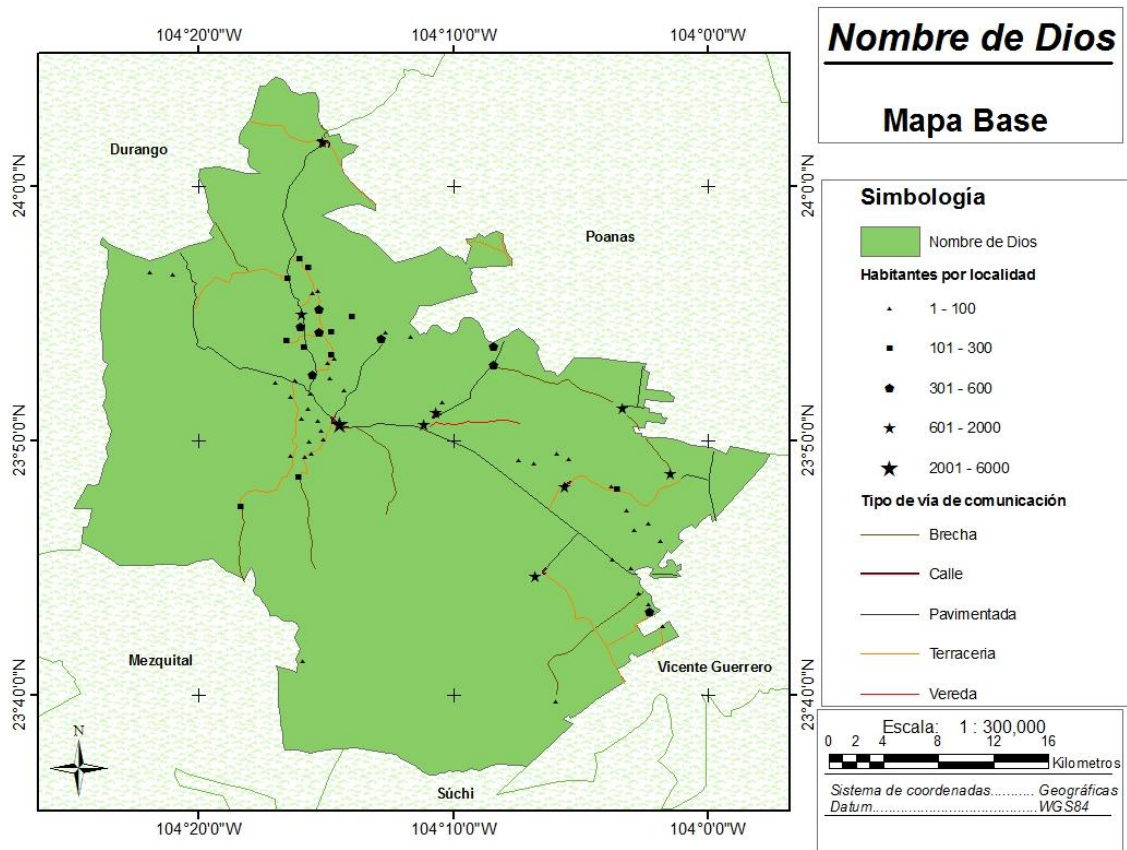 104°20'0"W 104°10'0"W 104°0'0"W
Nombre de Dios
Mapa Base
Durango
Poanas
Mezquital
Vicente Guerrero
Súchi
24°0'0"N
23°50'0"N
23°40'0"N
24°0'0"N
23°50'0"N
23°40'0"N
N
104°20'0"W 104°10'0"W 104°0'0"W
Simbología
Nombre de Dios
Habitantes por localidad
1 - 100
101 - 300
301 - 600
601 - 2000
2001 - 6000
Tipo de vía de comunicación
Brecha
Calle
Pavimentada
Terraceria
Vereda
Escala: 1 : 300,000
0 2 4 8 12 16
Kilometros
Sistema de coordenadas.......... Geográficas
Datum.................................... WGS84